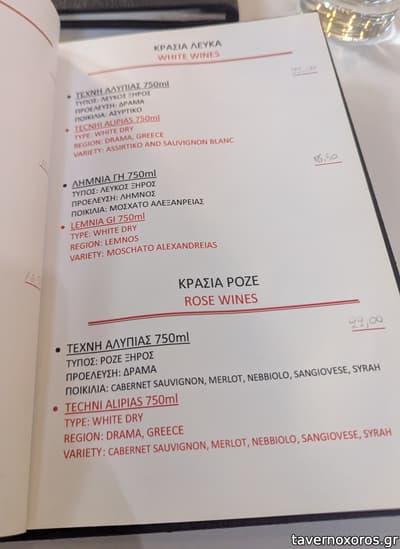 ΚΡΑΣΙΑ ΛΕΥΚΑ
WHITE WINES
ΤΕΧΝΗ ΑΛΥΠΙΑΣ 750ml
ΤΥΠΟΣ: ΛΕΥΚΟΣ ΞΗΡΟΣ
ΠΡΟΕΛΕΥΣΗ: ΔΡΑΜΑ
ΠΟΙΚΙΛΙΑ: ΑΣΥΡΤΙΚΟ
TECNHI ALIPIAS 750ml
TYPE: WHITE DRY
REGION: DRAMA, GREECE
VARIETY: ASSIRTIKO AND SAUVIGNON BLANC
ΛΗΜΝΙΑ ΓΗ 750ml
ΤΥΠΟΣ: ΛΕΥΚΟΣ ΞΗΡΟΣ
ΠΡΟΕΛΕΥΣΗ: ΛΗΜΝΟΣ
ΠΟΙΚΙΛΙΑ: ΜΟΣΧΑΤΟ ΑΛΕΞΑΝΡΕΙΑΣ
LEMNIA GI 750ml
TYPE: WHITE DRY
REGION: LEMNOS
VARIETY: MOSCHATO ALEXANDREIAS
ΚΡΑΣΙΑ ΡΟΖΕ
ROSE WINES
22,00
ΤΕΧΝΗ ΑΛΥΠΙΑΣ 750ml
ΤΥΠΟΣ: ΡΟΖΕ ΞΗΡΟΣ
ΠΡΟΕΛΕΥΣΗ: ΔΡΑΜΑ
ΠΟΙΚΙΛΙΑ: CABERNET SAUVIGNON, MERLOT, NEBBIOLO, SANGIOVESE, SYRAH
TECHNI ALIPIAS 750ml
TYPE: WHITE DRY
REGION: DRAMA, GREECE
VARIETY: CABERNET SAUVIGNON, MERLOT, NEBBIOLO, SANGIOVESE, SYRAH
tavernoxoros.gr